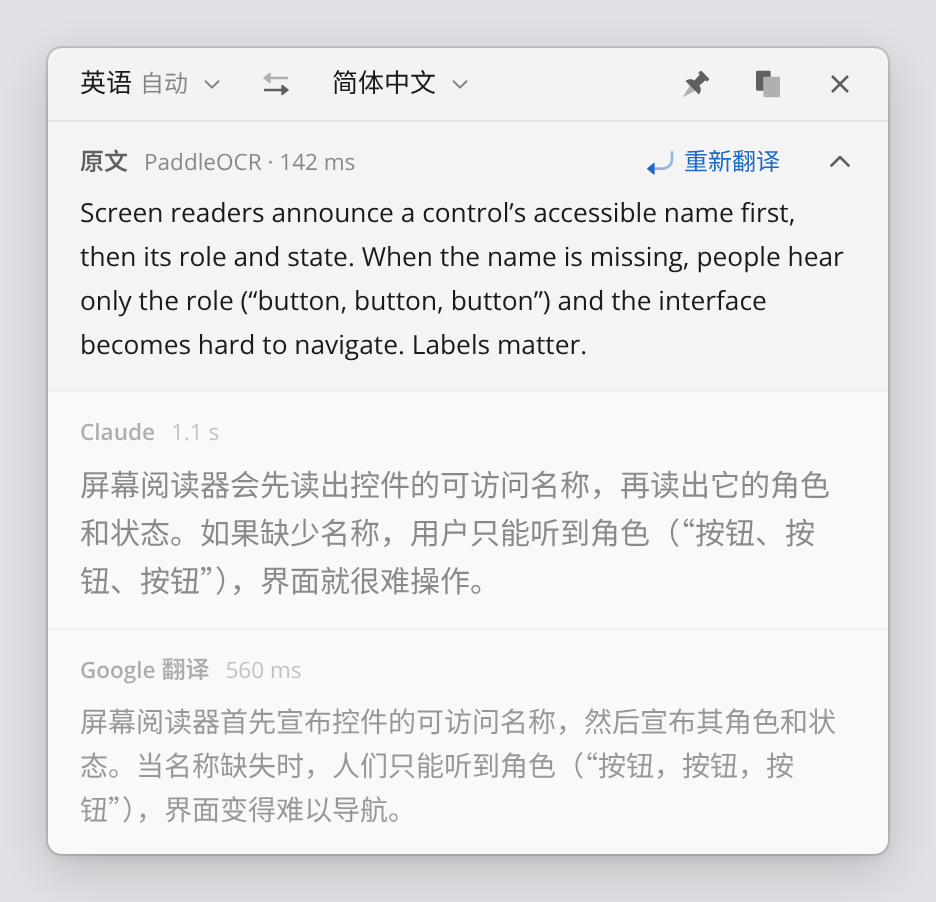 英语 自动 简体中文
原文 PaddleOCR · 142 ms 重新翻译
Screen readers announce a control’s accessible name first,
then its role and state. When the name is missing, people hear
only the role (“button, button, button”) and the interface
becomes hard to navigate. Labels matter.
Claude 1.1 s
屏幕阅读器会先读出控件的可访问名称，再读出它的角色
和状态。如果缺少名称，用户只能听到角色（“按钮、按
钮、按钮”），界面就很难操作。
Google 翻译 560 ms
屏幕阅读器首先宣布控件的可访问名称，然后宣布其角色和状
态。当名称缺失时，人们只能听到角色（“按钮，按钮，按
钮”），界面变得难以导航。